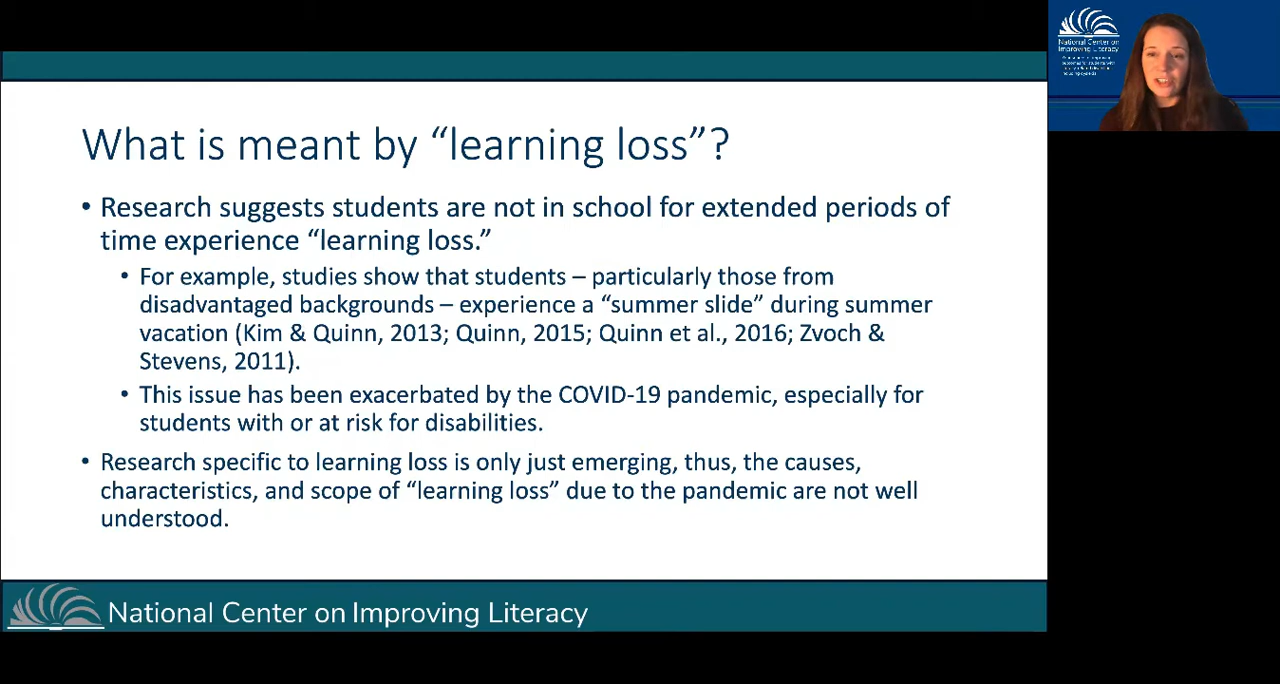 What is meant by “learning loss”?
• Research suggests students are not in school for extended periods of
time experience “learning loss.”
• For example, studies show that students – particularly those from
disadvantaged backgrounds – experience a “summer slide” during summer
vacation (Kim & Quinn, 2013; Quinn, 2015; Quinn et al., 2016; Zvoch &
Stevens, 2011).
• This issue has been exacerbated by the COVID-19 pandemic, especially for
students with or at risk for disabilities.
• Research specific to learning loss is only just emerging, thus, the causes,
characteristics, and scope of “learning loss” due to the pandemic are not well
understood.
National Center on Improving Literacy
National Center on
Improving Literacy